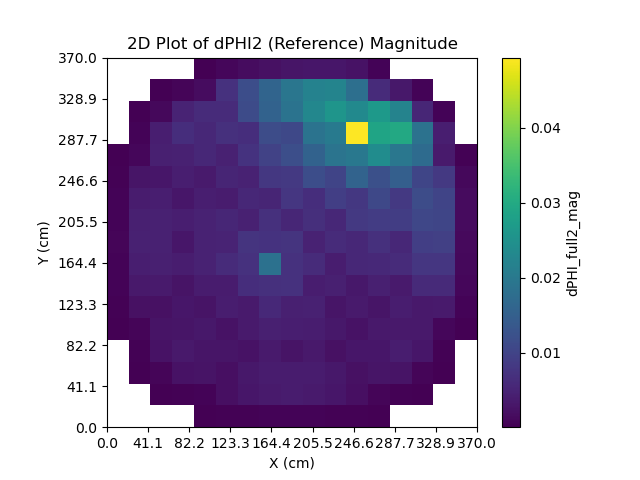 2D Plot of dPHI2 (Reference) Magnitude
370.0
328.9
287.7
246.6
205.5
164.4
123.3
82.2
41.1
0.0
Y (cm)
0.0 41.1 82.2 123.3 164.4 205.5 246.6 287.7 328.9 370.0
X (cm)
0.04
0.03
0.02
0.01
dPHI_full2_mag